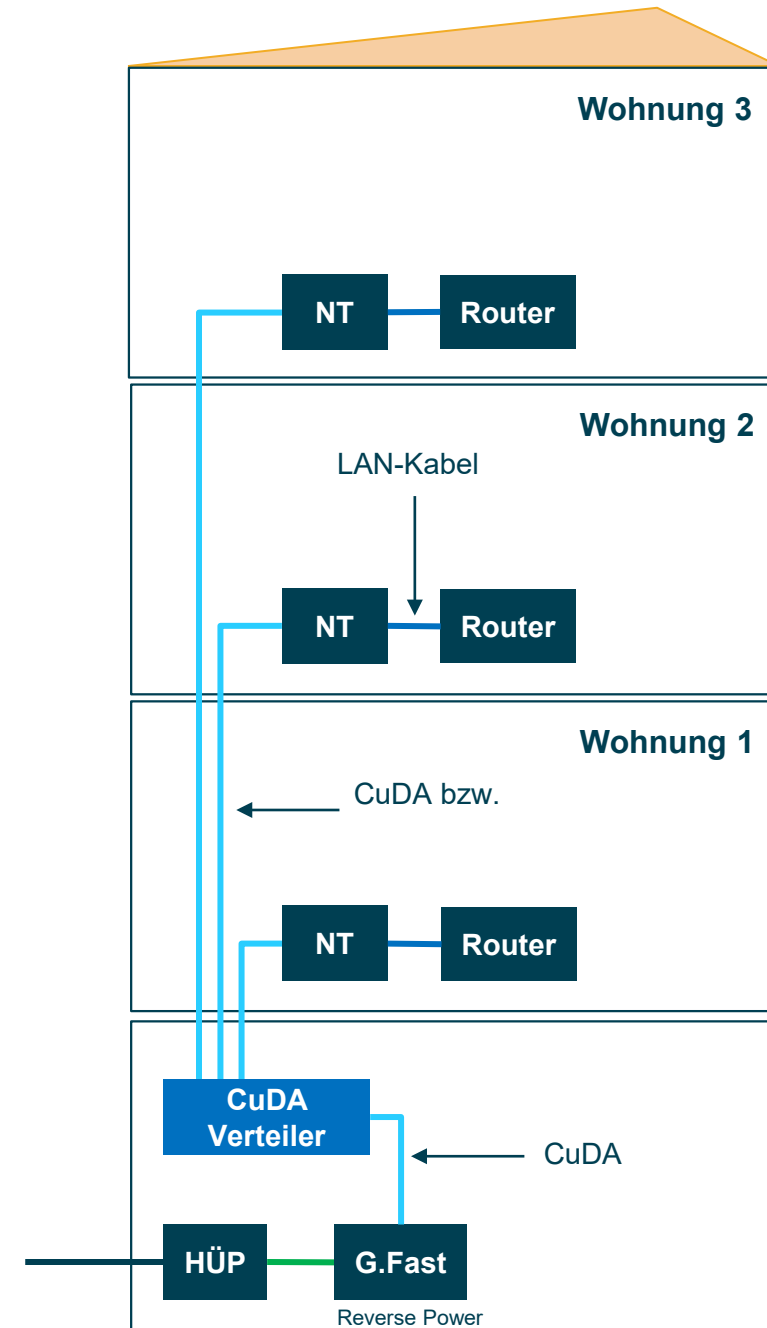 Wohnung 3
NT
Router
Wohnung 2
LAN-Kabel
NT
Router
Wohnung 1
CuDA bzw.
NT
Router
CuDA
Verteiler
CuDA
HÜP
G.Fast
Reverse Power